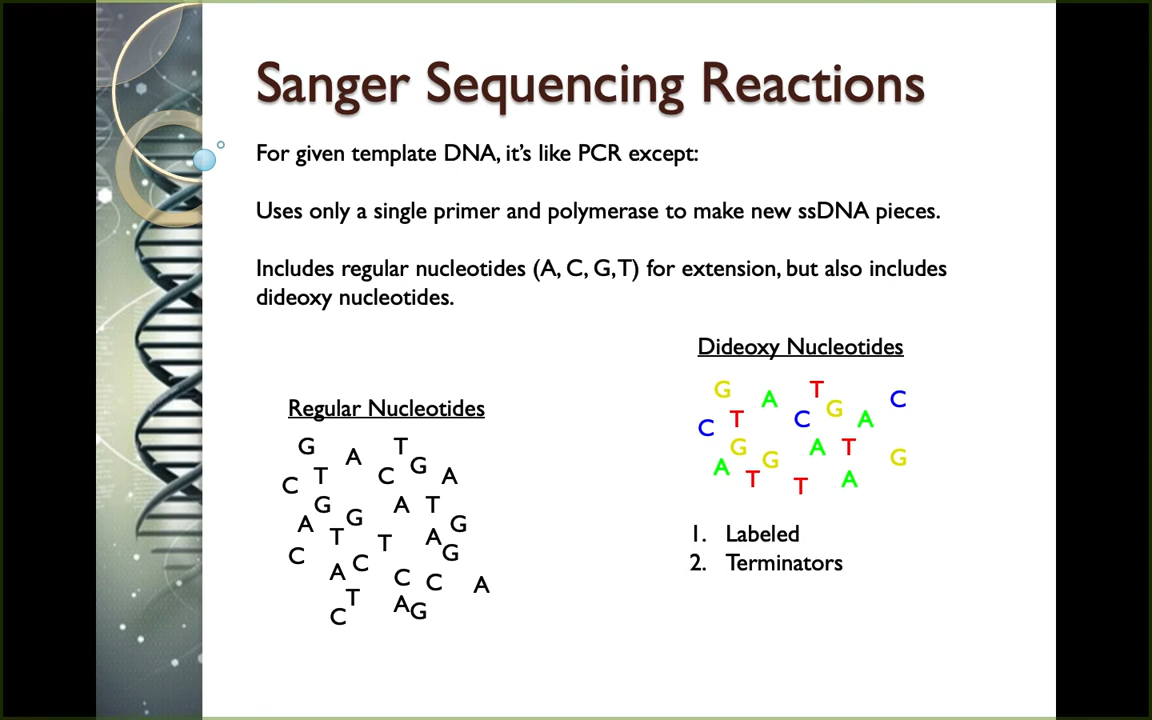 Sanger Sequencing Reactions
For given template DNA, it's like PCR except:
Uses only a single primer and polymerase to make new ssDNA pieces.
Includes regular nucleotides (A, C, G,T) for extension, but also includes
dideoxy nucleotides.
Regular Nucleotides
G A T
C T C G A
G G A T
A T T A G G
C A C C C A
T A G
C
Dideoxy Nucleotides
G A T C
C T C G A
G G A T G
A T T A
1. Labeled
2. Terminators